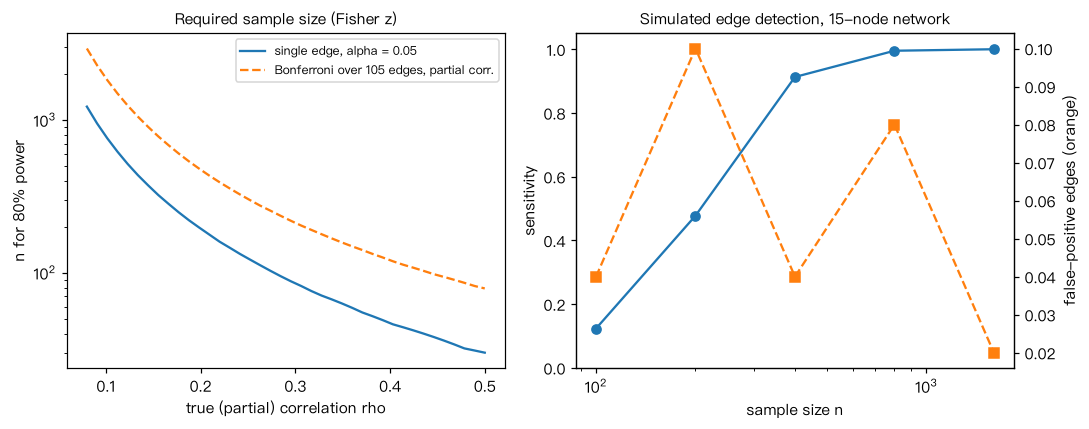 Required sample size (Fisher z)
single edge, alpha = 0.05
Bonferroni over 105 edges, partial corr.
n for 80% power
10³
10²
0.1 0.2 0.3 0.4 0.5
true (partial) correlation rho
Simulated edge detection, 15-node network
sensitivity
1.0
0.8
0.6
0.4
0.2
0.0
10² 10³
sample size n
0.10
0.09
0.08
0.07
0.06
0.05
0.04
0.03
0.02
false-positive edges (orange)